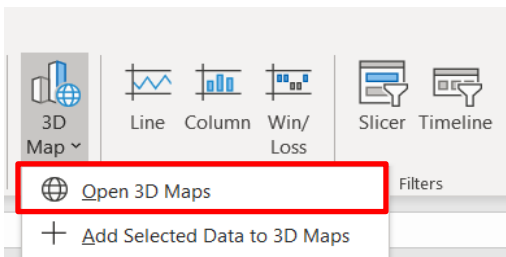 3D
Map
Line
Column
Win/
Loss
Slicer
Timeline
Filters
Open 3D Maps
Add Selected Data to 3D Maps